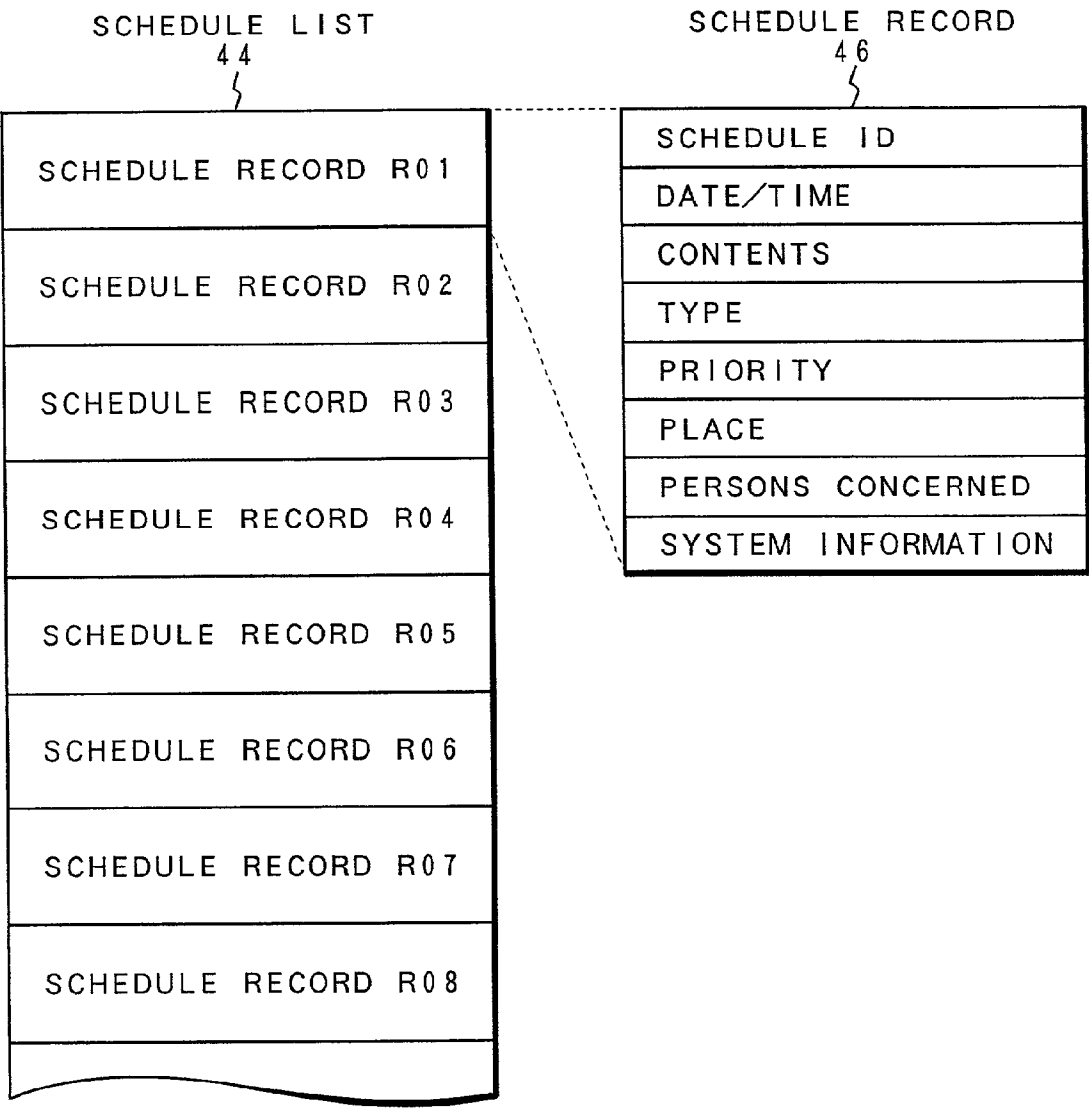 SCHEDULE LIST
44
SCHEDULE RECORD R01
SCHEDULE RECORD R02
SCHEDULE RECORD R03
SCHEDULE RECORD R04
SCHEDULE RECORD R05
SCHEDULE RECORD R06
SCHEDULE RECORD R07
SCHEDULE RECORD R08
SCHEDULE RECORD
46
SCHEDULE ID
DATE/TIME
CONTENTS
TYPE
PRIORITY
PLACE
PERSONS CONCERNED
SYSTEM INFORMATION